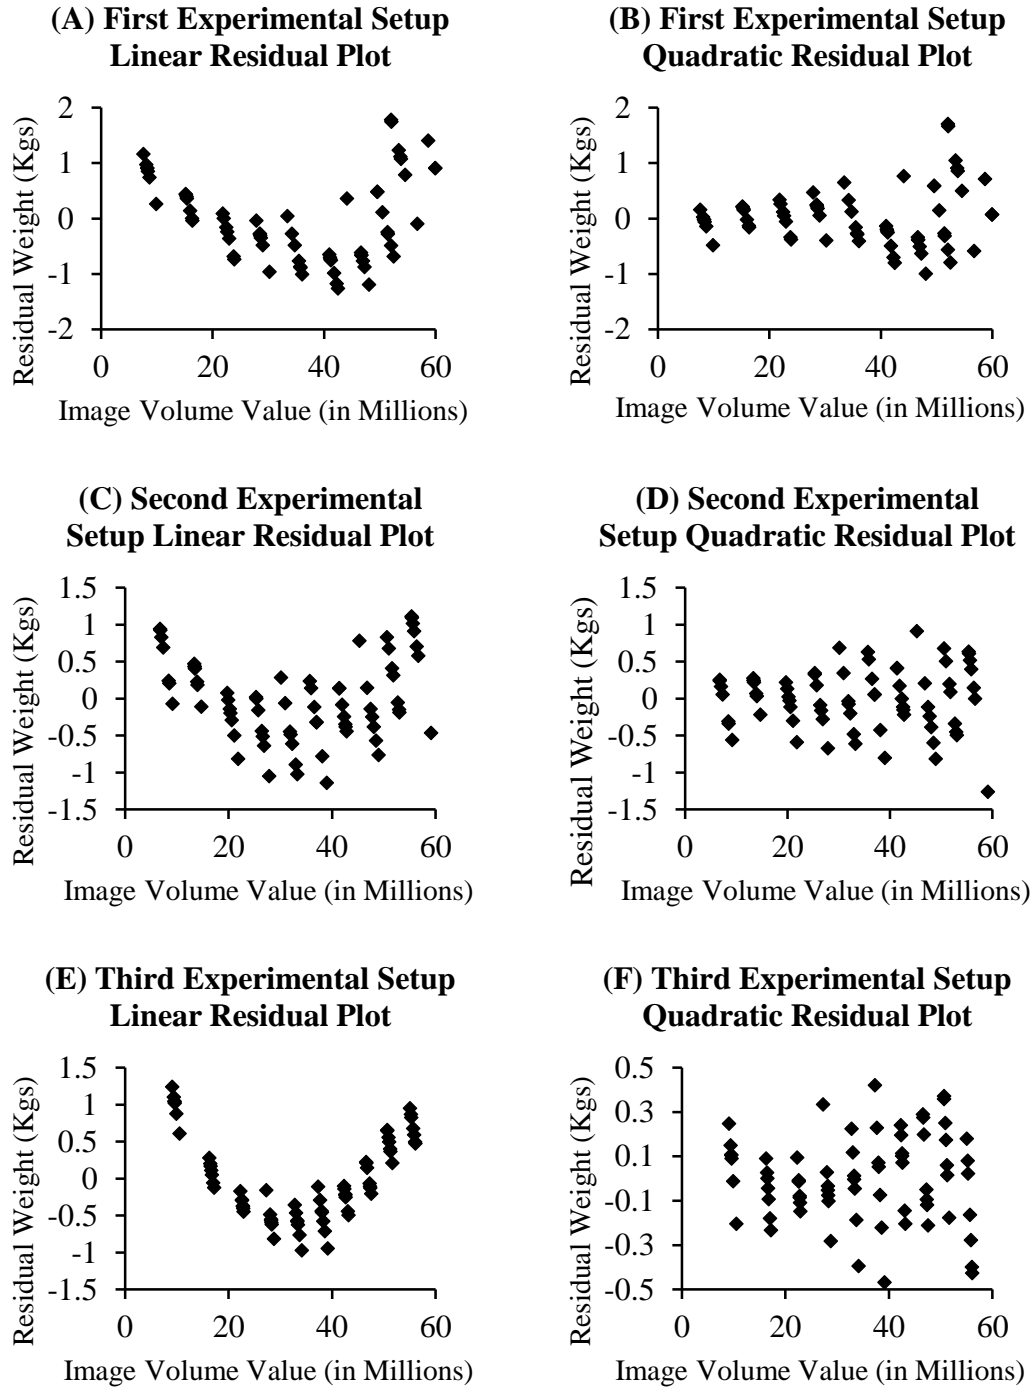 (A) First Experimental Setup
Linear Residual Plot
Residual Weight (Kgs)
2
1
0
-1
-2
0 20 40 60
Image Volume Value (in Millions)
(B) First Experimental Setup
Quadratic Residual Plot
Residual Weight (Kgs)
2
1
0
-1
-2
0 20 40 60
Image Volume Value (in Millions)
(C) Second Experimental
Setup Linear Residual Plot
Residual Weight (Kgs)
1.5
1
0.5
0
-0.5
-1
-1.5
0 20 40 60
Image Volume Value (in Millions)
(D) Second Experimental
Setup Quadratic Residual Plot
Residual Weight (Kgs)
1.5
1
0.5
0
-0.5
-1
-1.5
0 20 40 60
Image Volume Value (in Millions)
(E) Third Experimental Setup
Linear Residual Plot
Residual Weight (Kgs)
1.5
1
0.5
0
-0.5
-1
-1.5
0 20 40 60
Image Volume Value (in Millions)
(F) Third Experimental Setup
Quadratic Residual Plot
Residual Weight (Kgs)
0.5
0.3
0.1
-0.1
-0.3
-0.5
0 20 40 60
Image Volume Value (in Millions)